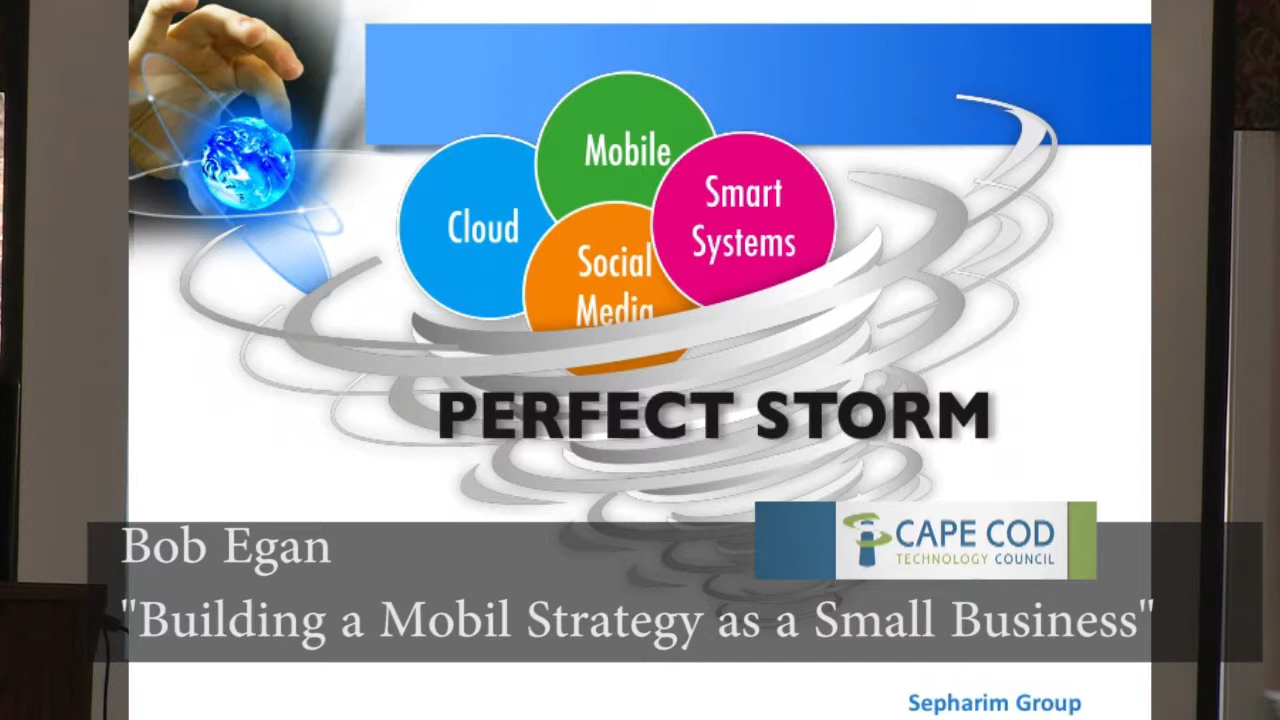 Mobile
Cloud
Smart
Systems
Social
Media
PERFECT STORM
CAPE COD
TECHNOLOGY COUNCIL
Bob Egan
"Building a Mobil Strategy as a Small Business"
Sepharim Group